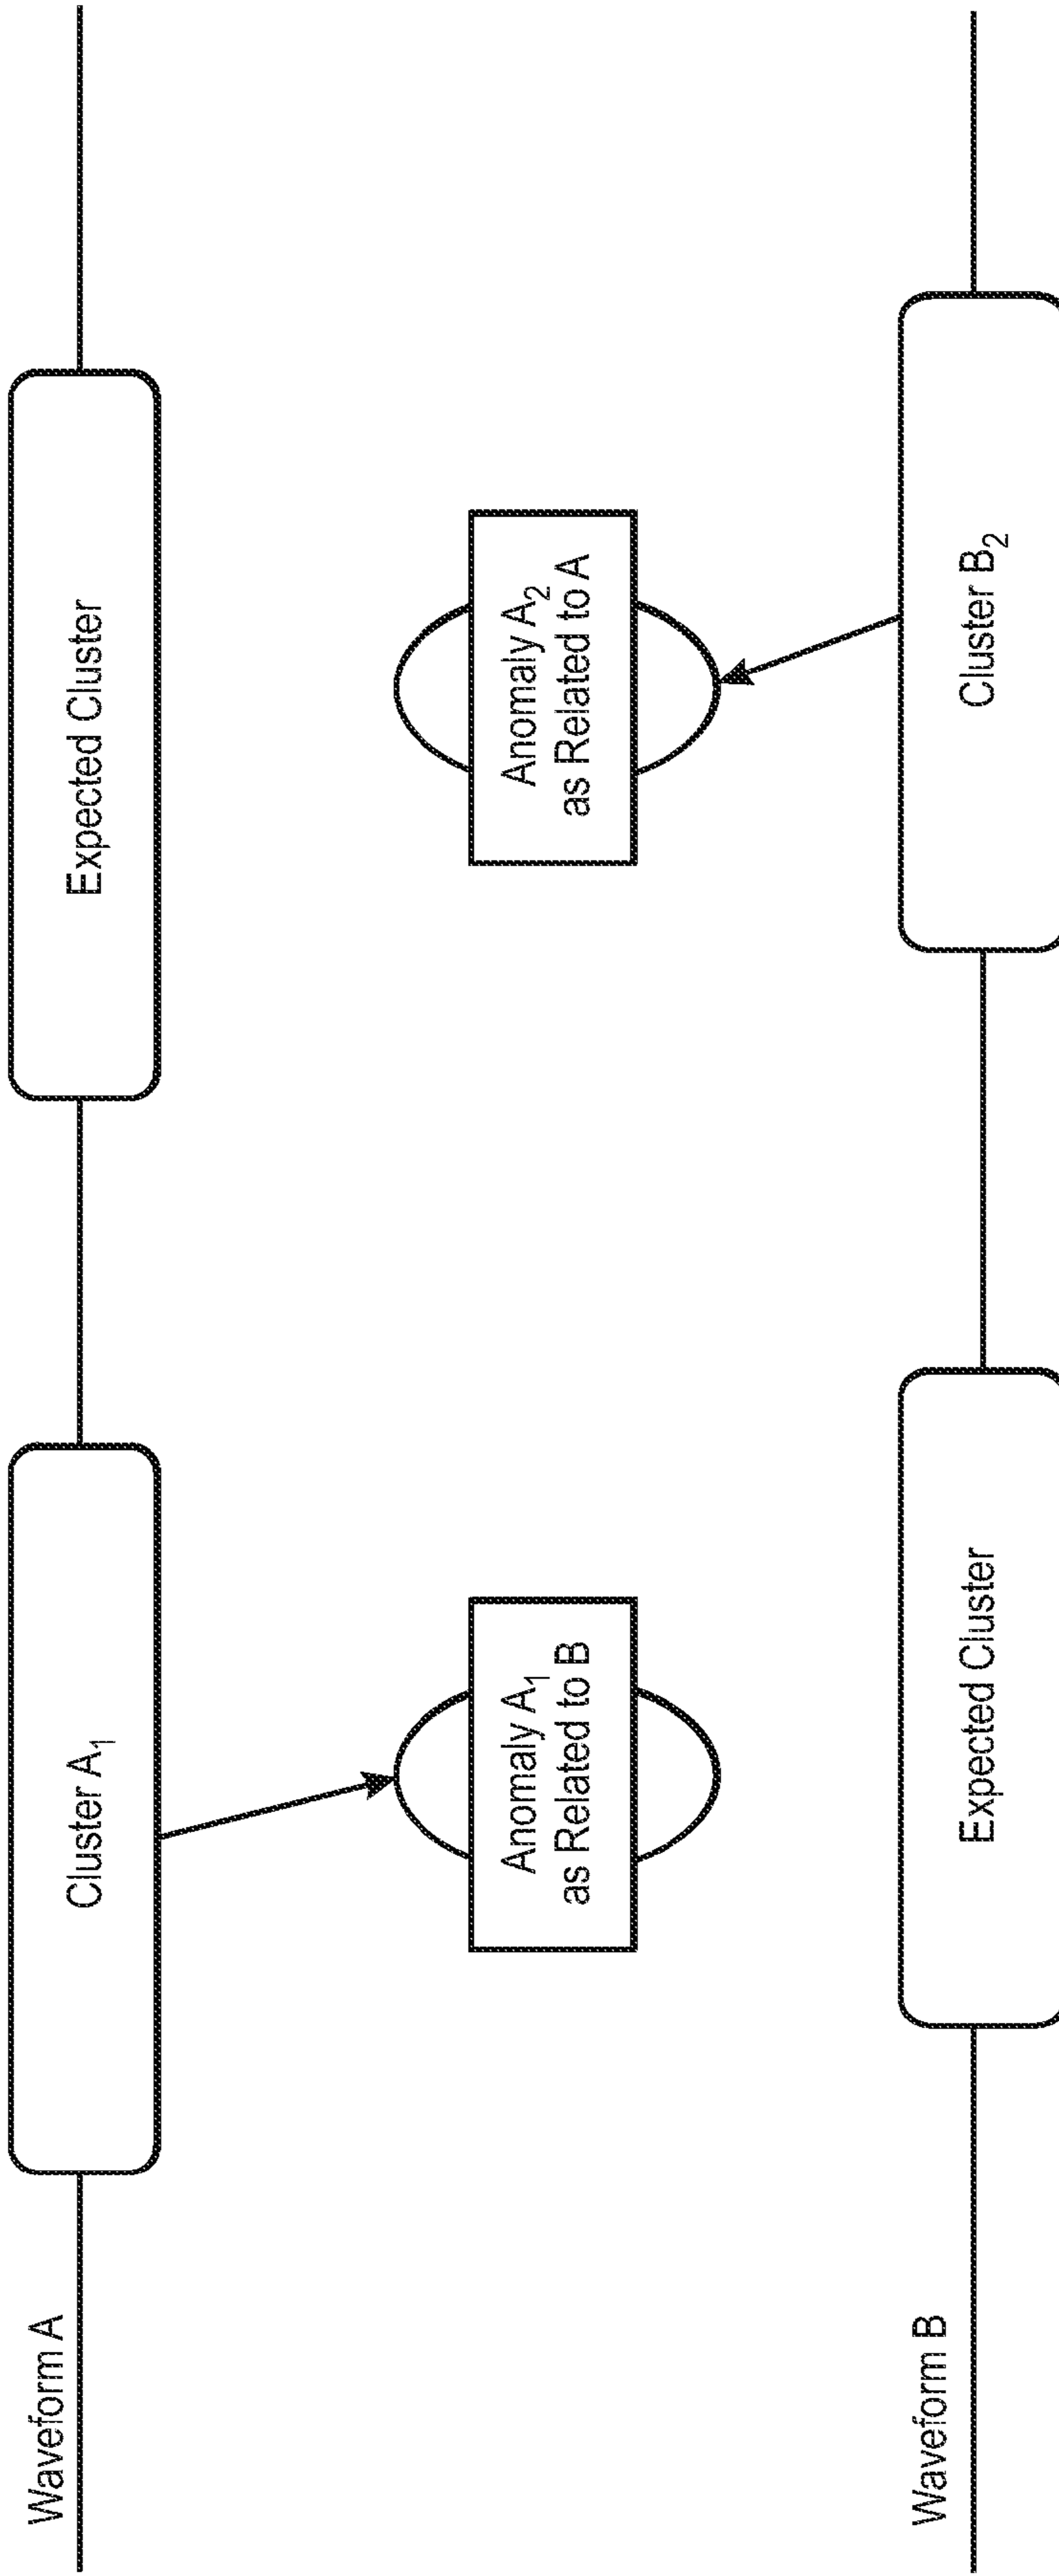 Waveform A
Cluster A₁
Expected Cluster
Anomaly A₁
as Related to B
Anomaly A₂
as Related to A
Waveform B
Expected Cluster
Cluster B₂